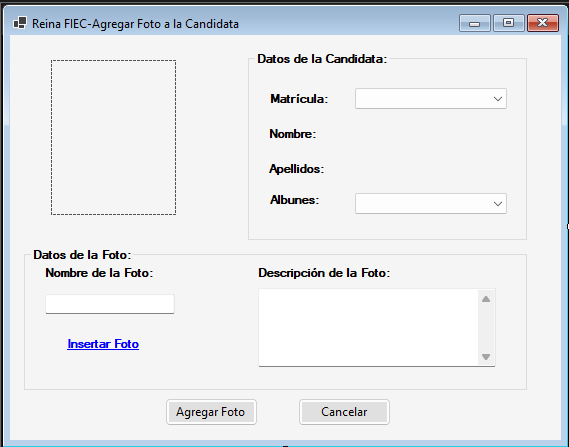 Reina FIEC-Agregar Foto a la Candidata
Datos de la Candidata:
Matrícula:
Nombre:
Apellidos:
Albunes:
Datos de la Foto:
Nombre de la Foto:
Descripción de la Foto:
Insertar Foto
Agregar Foto
Cancelar